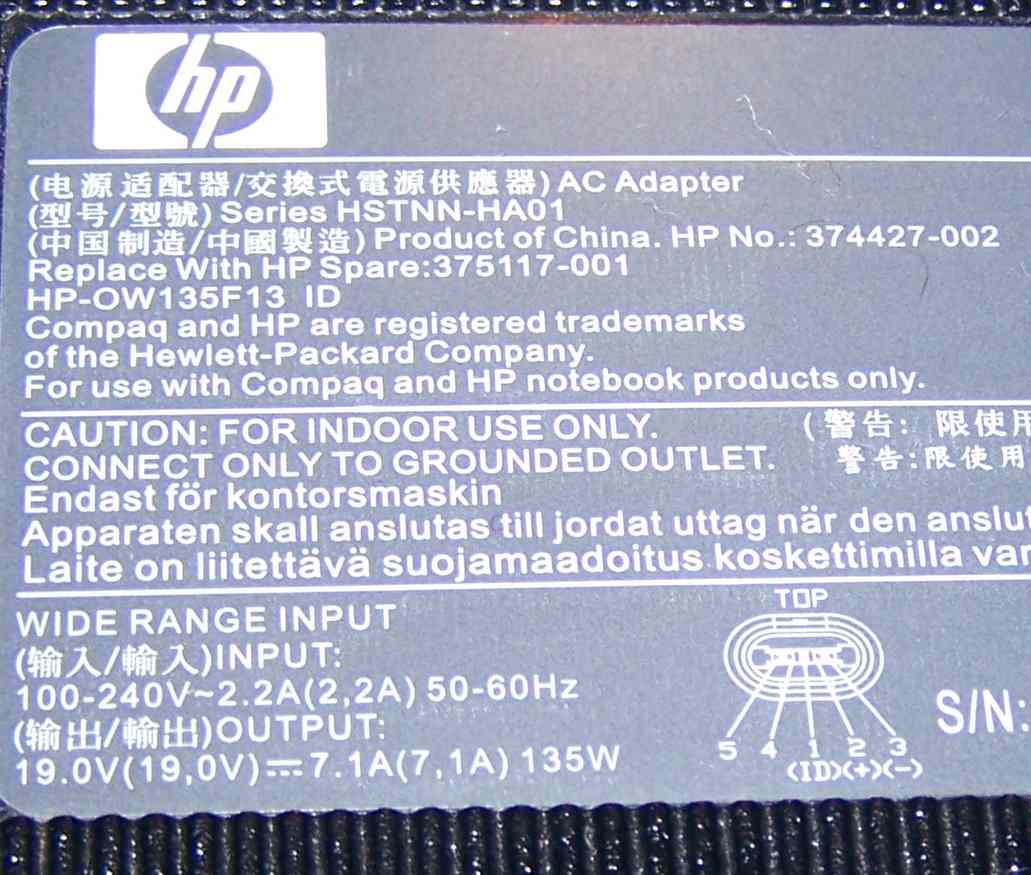 hp
(电源适配器/交換式電源供應器) AC Adapter
(型号/型號) Series HSTNN-HA01
(中国制造/中國製造) Product of China. HP No.: 374427-002
Replace With HP Spare:375117-001
HP-OW135F13 ID
Compaq and HP are registered trademarks
of the Hewlett-Packard Company.
For use with Compaq and HP notebook products only.
CAUTION: FOR INDOOR USE ONLY. (警告: 限使用
CONNECT ONLY TO GROUNDED OUTLET. 警告:限使用
Endast för kontorsmaskin
Apparaten skall anslutas till jordat uttag när den
Laite on liitettävä suojamaadoitus koskettimilla
WIDE RANGE INPUT
(输入/輸入)INPUT:
100-240V~2.2A(2,2A) 50-60Hz
(输出/輸出)OUTPUT:
19.0V(19,0V)⎓7.1A(7,1A) 135W
TOP
5 4 1 2 3
(ID)(+)(-)
S/N: